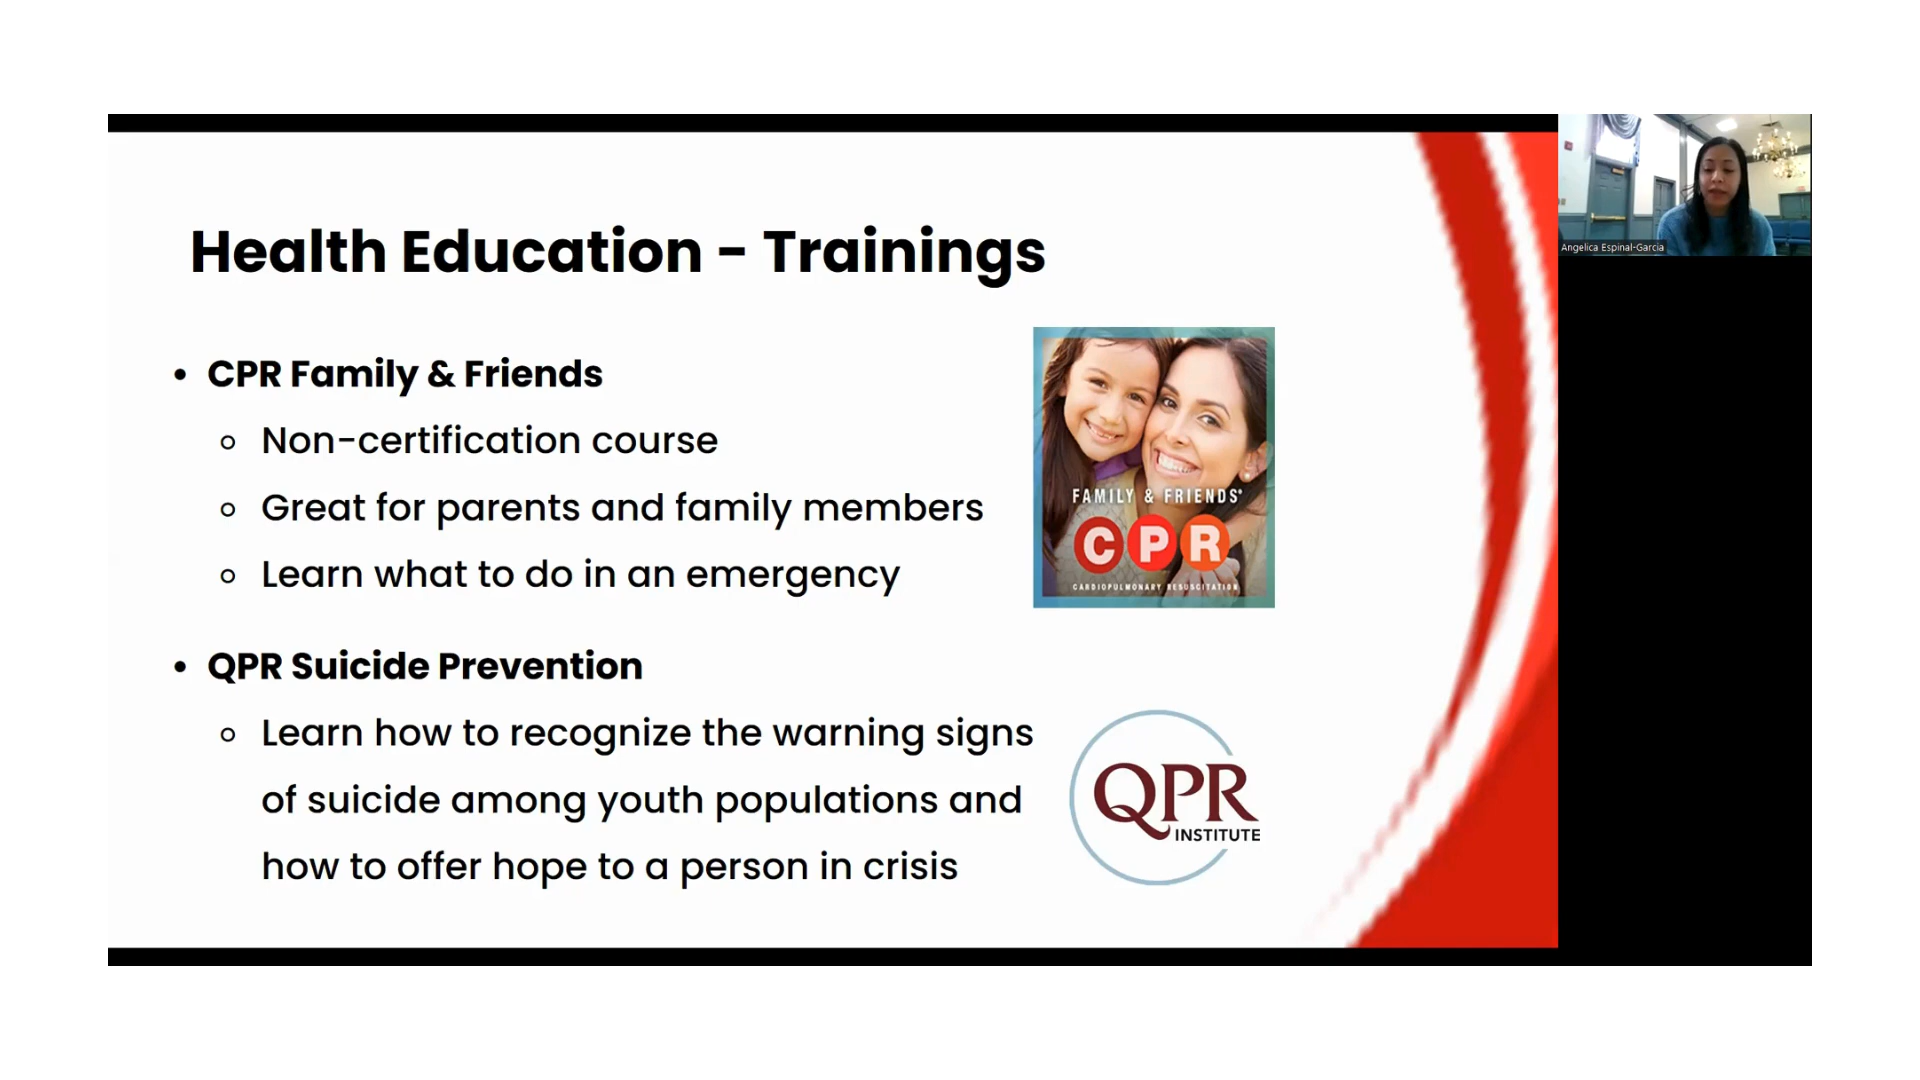 Health Education - Trainings
• CPR Family & Friends
○ Non-certification course
○ Great for parents and family members
○ Learn what to do in an emergency
FAMILY & FRIENDS®
CPR
CARDIOPULMONARY RESUSCITATION
• QPR Suicide Prevention
○ Learn how to recognize the warning signs
of suicide among youth populations and
how to offer hope to a person in crisis
QPR
INSTITUTE
Angelica Espinal-Garcia